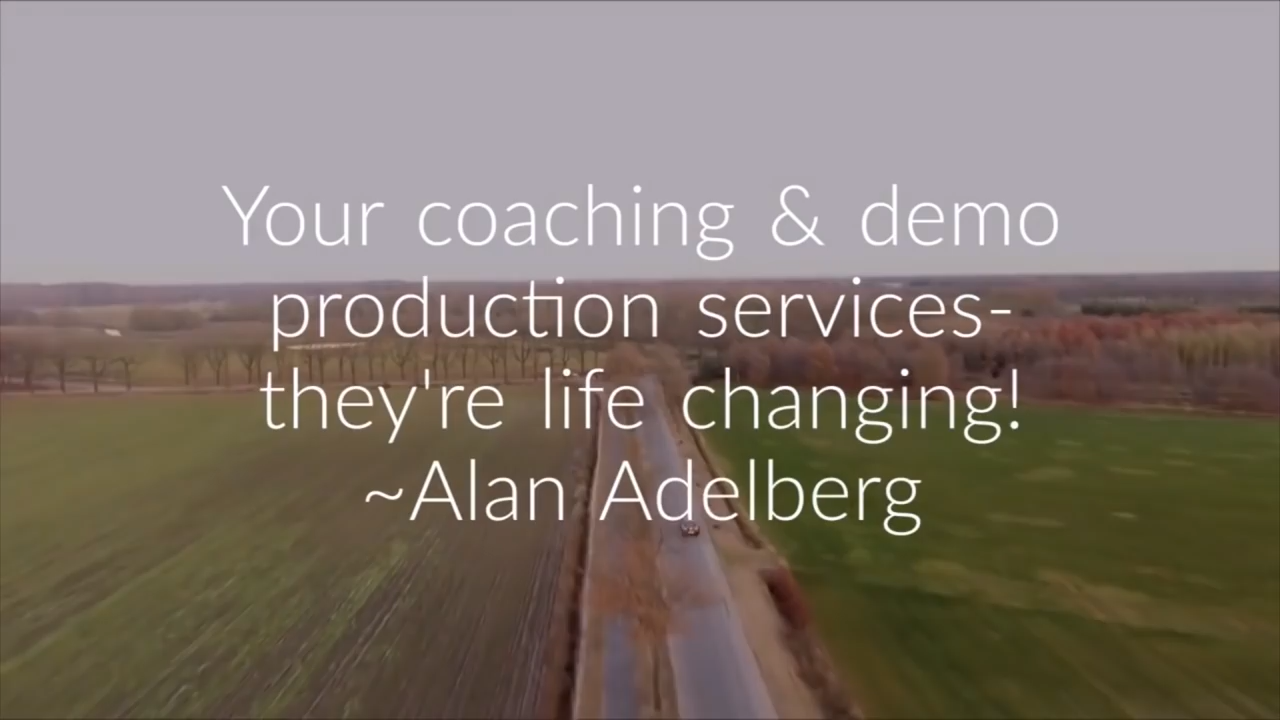 Your coaching & demo
production services-
they're life changing!
~Alan Adelberg